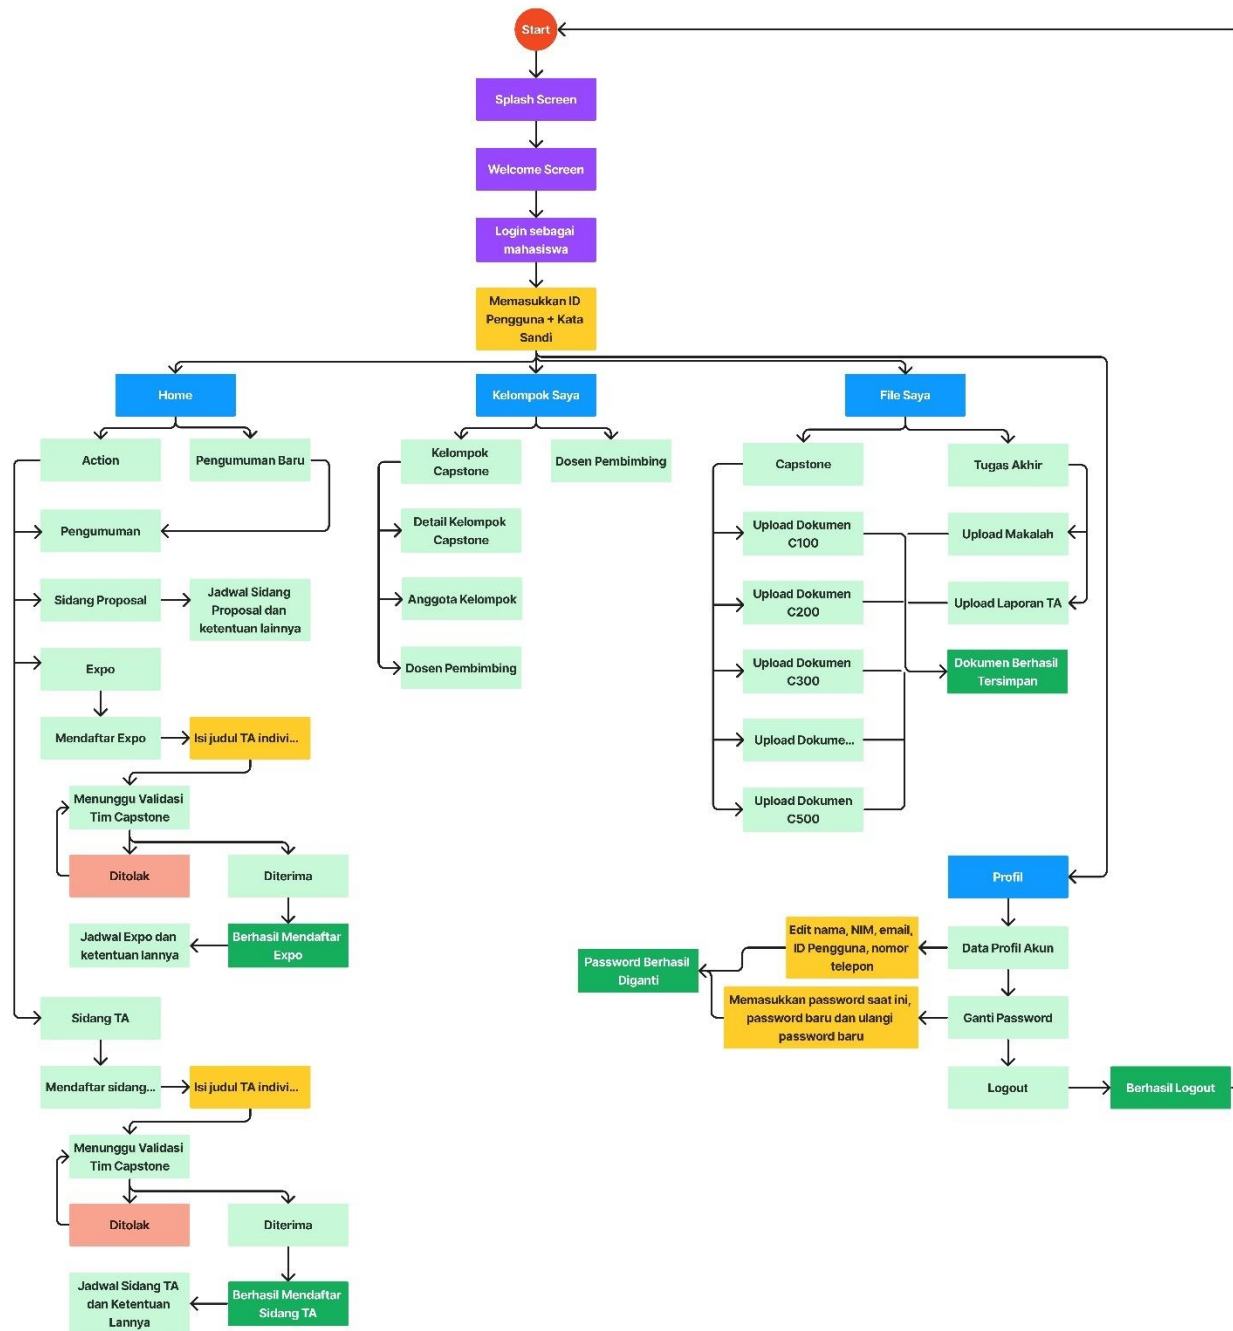 Start
Splash Screen
Welcome Screen
Login sebagai
mahasiswa
Memasukkan ID
Pengguna + Kata
Sandi
Home
Kelompok Saya
File Saya
Action
Pengumuman Baru
Kelompok
Capstone
Dosen Pembimbing
Capstone
Tugas Akhir
Pengumuman
Detail Kelompok
Capstone
Upload Dokumen
C100
Upload Makalah
Sidang Proposal
Jadwal Sidang
Proposal dan
ketentuan lainnya
Anggota Kelompok
Upload Dokumen
C200
Upload Laporan TA
Expo
Dosen Pembimbing
Upload Dokumen
C300
Dokumen Berhasil
Tersimpan
Mendaftar Expo
Isi judul TA indivi...
Upload Dokume...
Menunggu Validasi
Tim Capstone
Upload Dokumen
C500
Ditolak
Diterima
Profil
Jadwal Expo dan
ketentuan lannya
Berhasil Mendaftar
Expo
Password Berhasil
Diganti
Edit nama, NIM, email,
ID Pengguna, nomor
telepon
Data Profil Akun
Sidang TA
Memasukkan password saat ini,
password baru dan ulangi
password baru
Ganti Password
Mendaftar sidang...
Isi judul TA indivi...
Logout
Berhasil Logout
Menunggu Validasi
Tim Capstone
Ditolak
Diterima
Jadwal Sidang TA
dan Ketentuan
Lannya
Berhasil Mendaftar
Sidang TA